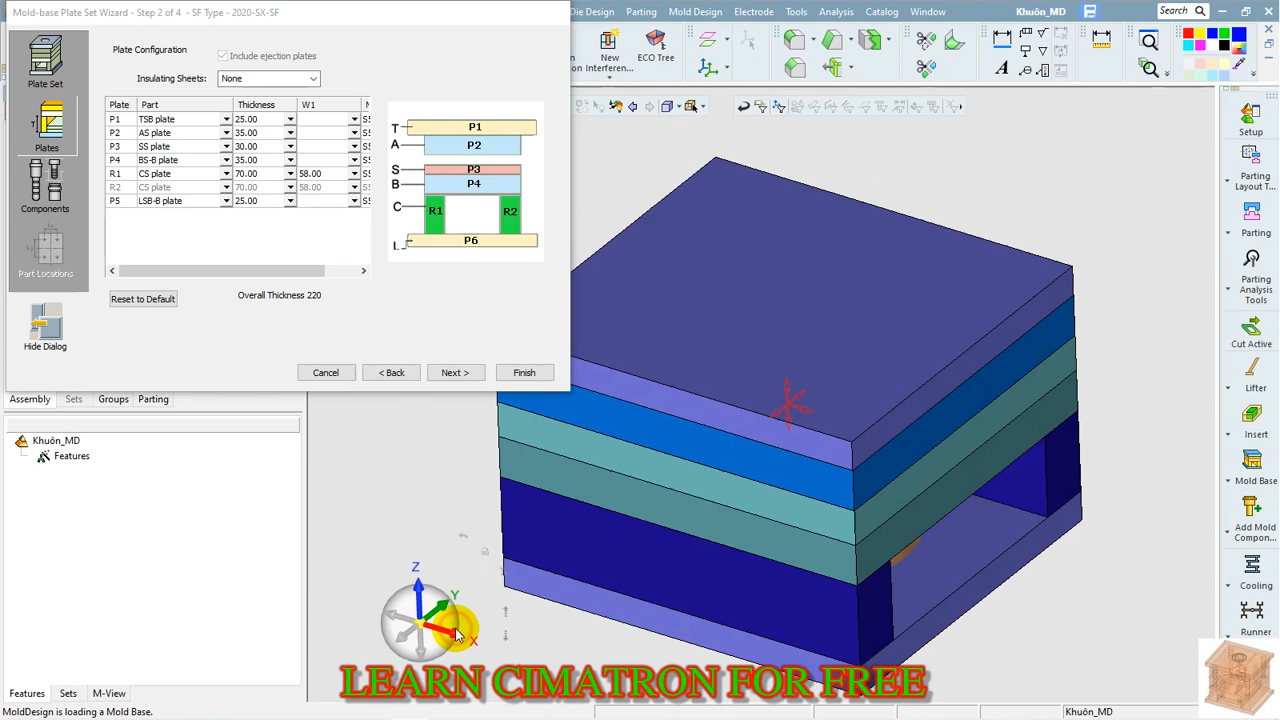 Mold-base Plate Set Wizard - Step 2 of 4 - SF Type - 2020-SX-SF
Die Design Parting Mold Design Electrode Tools Analysis Catalog Window Khuôn_MD Search
Plate Set
Plates
Components
Part Locations
Hide Dialog
Plate Configuration
Include ejection plates
Insulating Sheets: None
Plate Part Thickness W1
P1 TSB plate 25.00
P2 AS plate 35.00
P3 SS plate 30.00
P4 BS-B plate 35.00
R1 CS plate 70.00 58.00
R2 CS plate 70.00 58.00
P5 LSB-B plate 25.00
T P1
A P2
S P3
B P4
C R1 R2
L P6
Reset to Default
Overall Thickness 220
Cancel < Back Next > Finish
New
Interferen...
ECO Tree
Setup
Parting
Layout T...
Parting
Parting
Analysis
Tools
Cut Active
Lifter
Insert
Mold Base
Add Mold
Compon...
Cooling
Runner
Assembly Sets Groups Parting
Khuôn_MD
Features
Z
Y
X
LEARN CIMATRON FOR FREE
Features Sets M-View
MoldDesign is loading a Mold Base.
Khuôn_MD